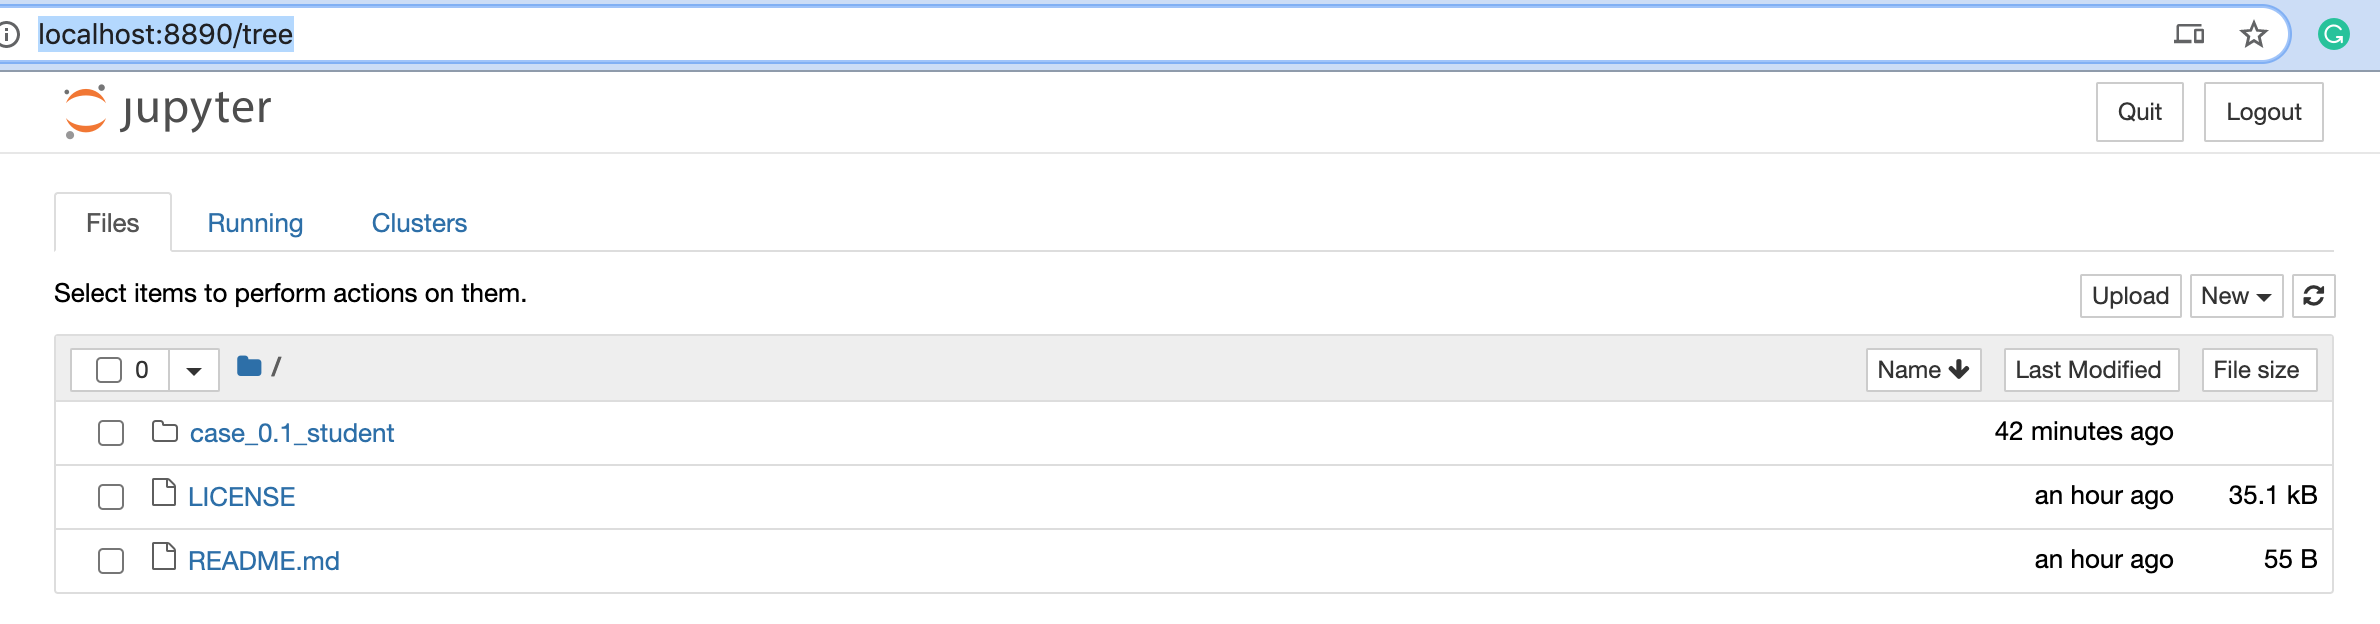 localhost:8890/tree
jupyter
Quit Logout
Files Running Clusters
Select items to perform actions on them.
Upload New
0 / Name Last Modified File size
case_0.1_student 42 minutes ago
LICENSE an hour ago 35.1 kB
README.md an hour ago 55 B